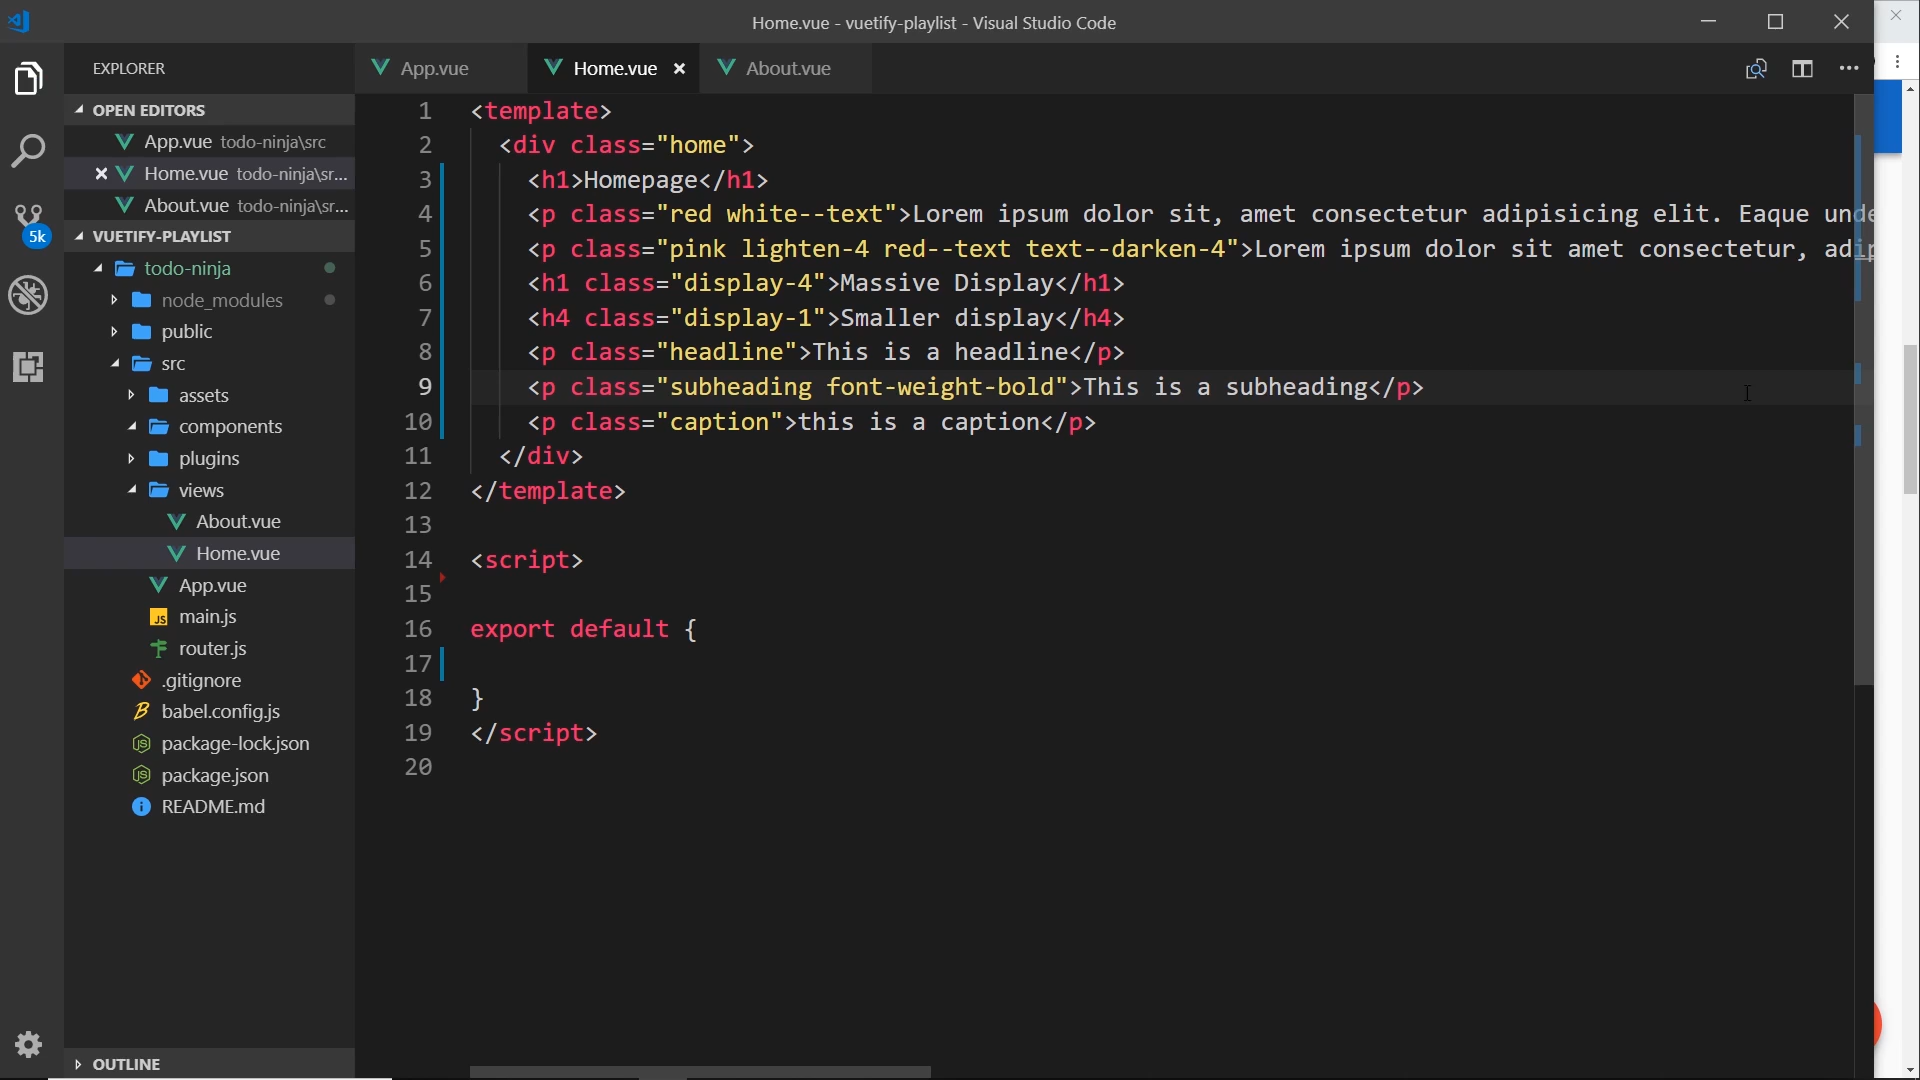 Home.vue - vuetify-playlist - Visual Studio Code
EXPLORER
OPEN EDITORS
App.vue todo-ninja\src
Home.vue todo-ninja\sr...
About.vue todo-ninja\sr...
VUETIFY-PLAYLIST
todo-ninja
node_modules
public
src
assets
components
plugins
views
About.vue
Home.vue
App.vue
main.js
router.js
.gitignore
babel.config.js
package-lock.json
package.json
README.md
OUTLINE
5k
App.vue
Home.vue
About.vue
1 <template>
2 <div class="home">
3 <h1>Homepage</h1>
4 <p class="red white--text">Lorem ipsum dolor sit, amet consectetur adipisicing elit. Eaque unde
5 <p class="pink lighten-4 red--text text--darken-4">Lorem ipsum dolor sit amet consectetur, adip
6 <h1 class="display-4">Massive Display</h1>
7 <h4 class="display-1">Smaller display</h4>
8 <p class="headline">This is a headline</p>
9 <p class="subheading font-weight-bold">This is a subheading</p>
10 <p class="caption">this is a caption</p>
11 </div>
12 </template>
13
14 <script>
15
16 export default {
17
18 }
19 </script>
20